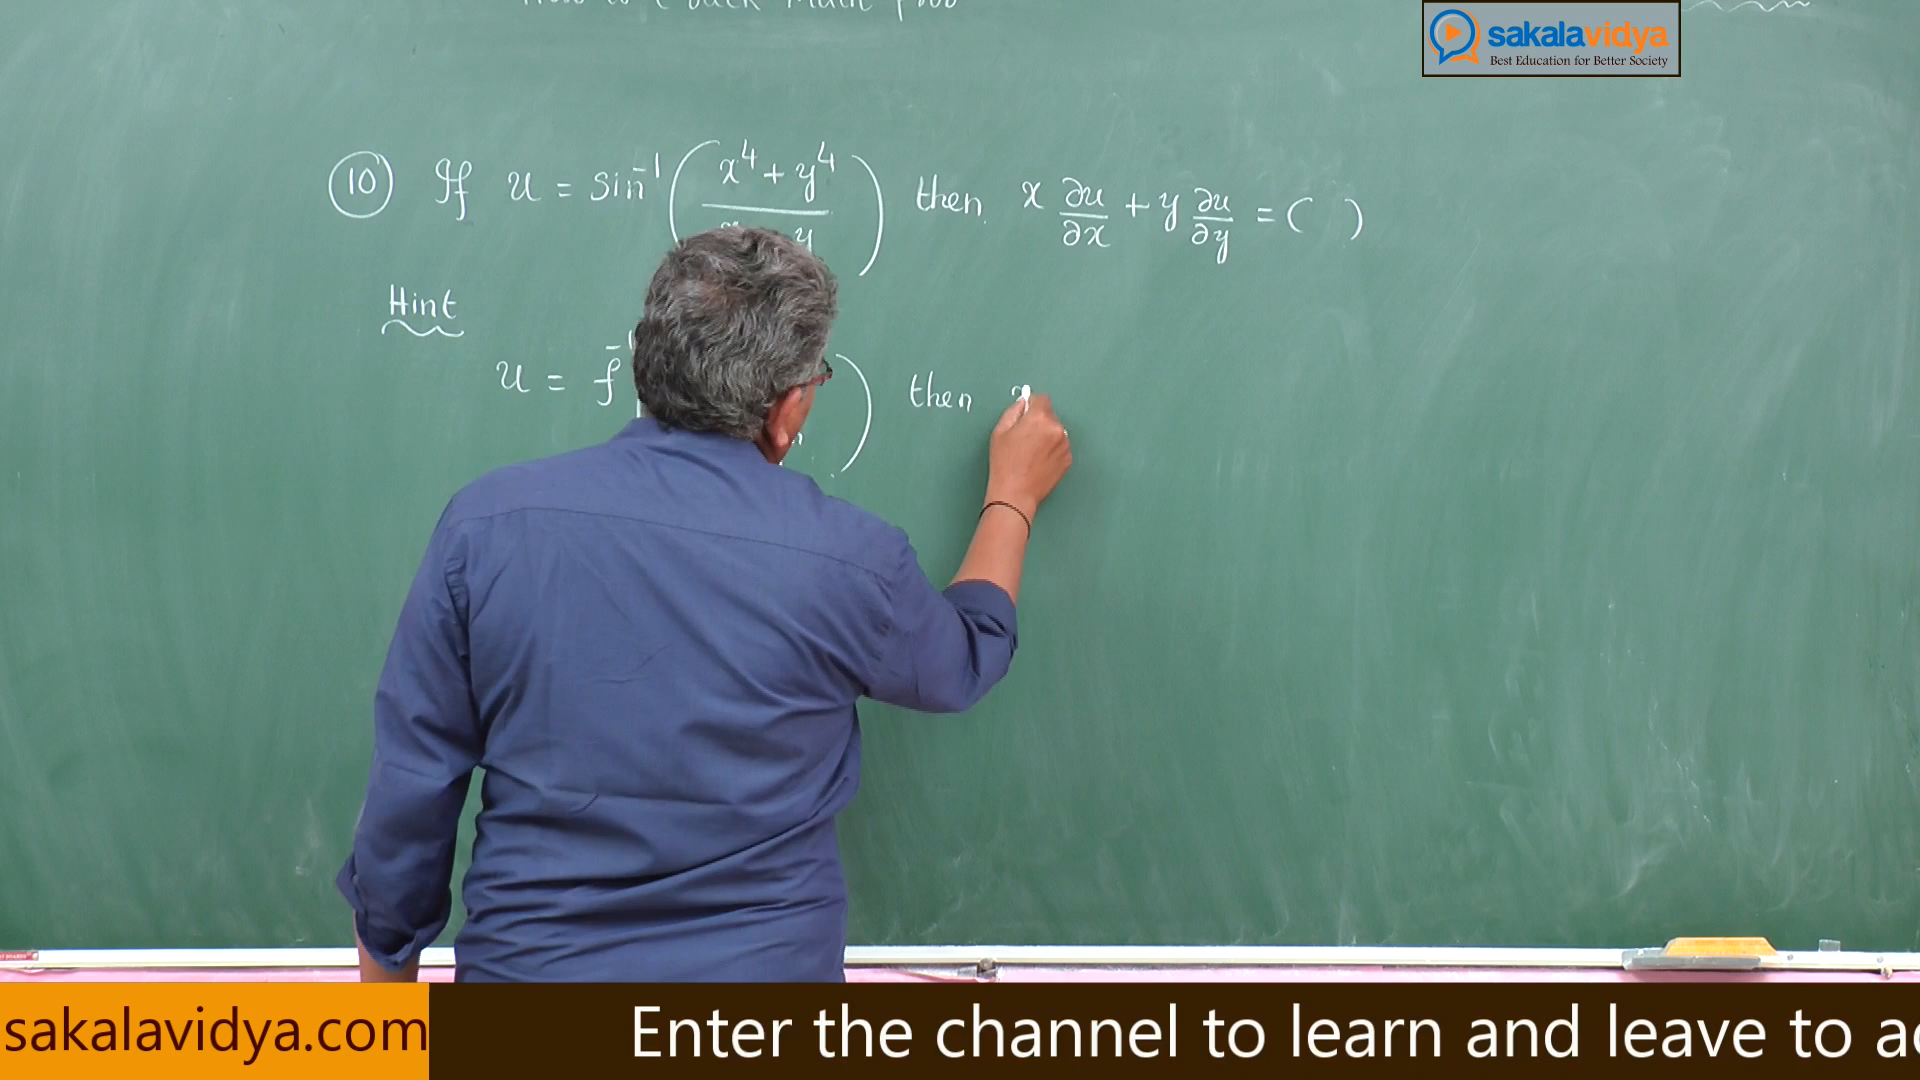 sakalavidya
Best Education for Better Society
10 If u = sin⁻¹ ( x⁴ + y⁴ / y ) then x ∂u/∂x + y ∂u/∂y = ( )
Hint
u = f⁻¹ ( ) then x
sakalavidya.com
Enter the channel to learn and leave to